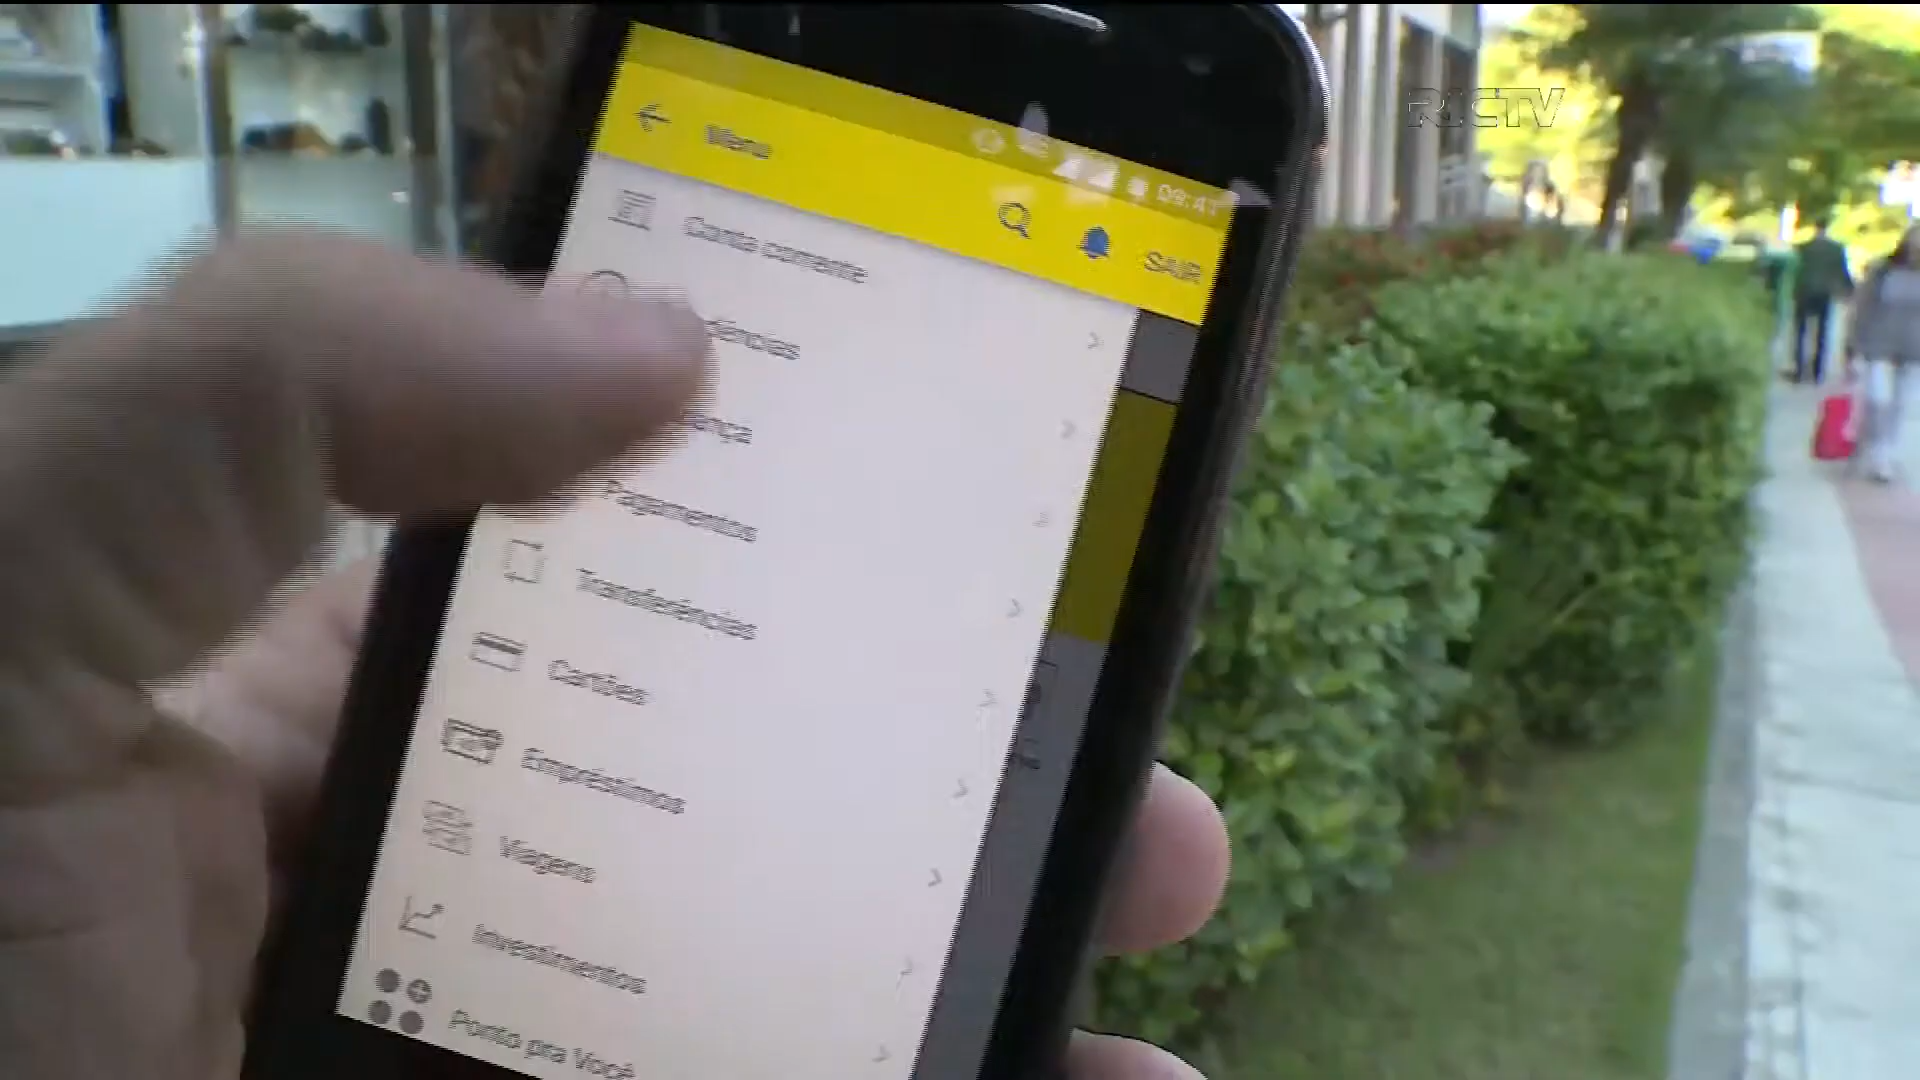 RICTV
09:41
Menu
SAIR
Conta corrente
Pagamentos
Transferências
Cartões
Empréstimos
Viagens
Investimentos
Ponto pra Você